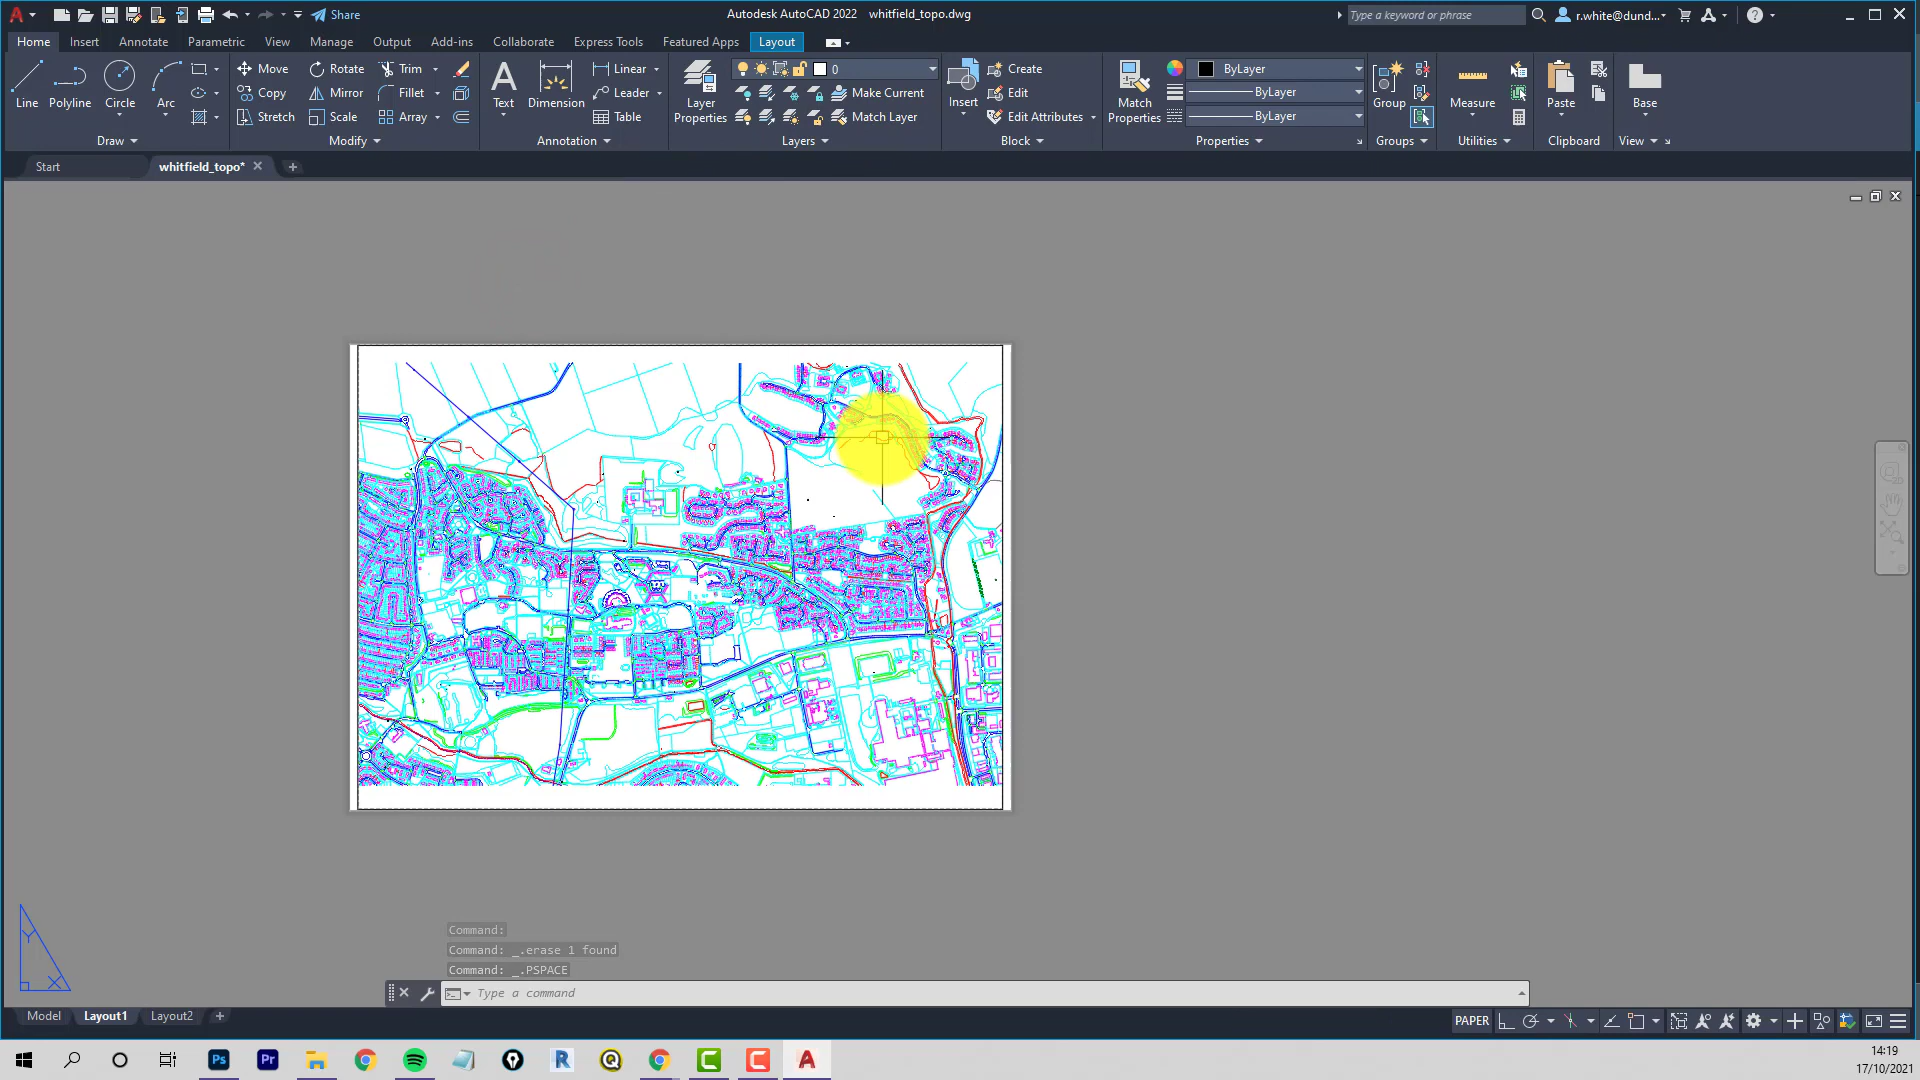 Share
Autodesk AutoCAD 2022 whitfield_topo.dwg
Type a keyword or phrase
r.white@dund...
Home Insert Annotate Parametric View Manage Output Add-ins Collaborate Express Tools Featured Apps Layout
Line
Polyline
Circle
Arc
Draw
Move
Copy
Stretch
Rotate
Mirror
Scale
Trim
Fillet
Array
Modify
Text
Dimension
Linear
Leader
Table
Annotation
Layer
Properties
0
Make Current
Match Layer
Layers
Insert
Create
Edit
Edit Attributes
Block
Match
Properties
ByLayer
ByLayer
ByLayer
Properties
Group
Groups
Measure
Utilities
Paste
Clipboard
Base
View
Start
whitfield_topo*
Y
X
Command:
Command: _.erase 1 found
Command: _.PSPACE
Type a command
Model Layout1 Layout2
PAPER
Ps
Pr
R
C
C
A
14:19
17/10/2021